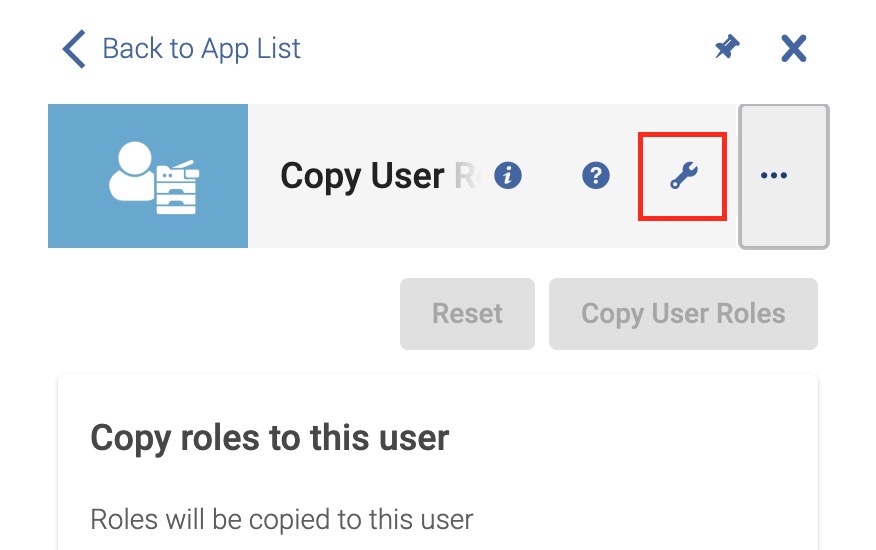 Back to App List
Copy User
Reset
Copy User Roles
Copy roles to this user
Roles will be copied to this user